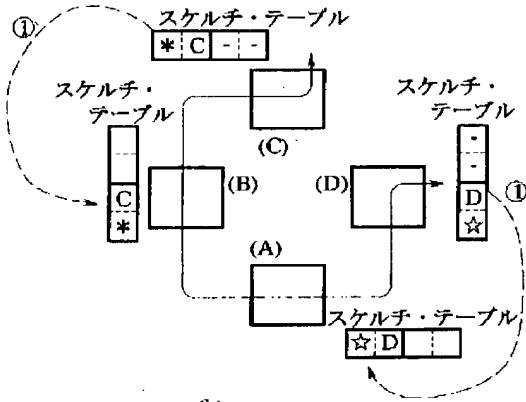 スケルチ・テーブル
①
* C - -
スケルチ・
テーブル
C
*
(C)
(B)
スケルチ・
テーブル
-
-
D
☆
①
(D)
(A)
スケルチ・テーブル
☆ D